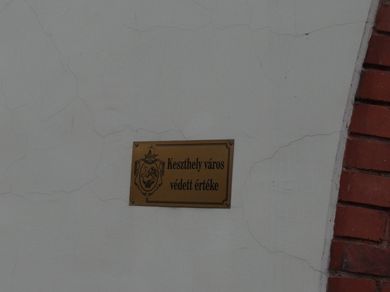 Keszthely város
védett értéke